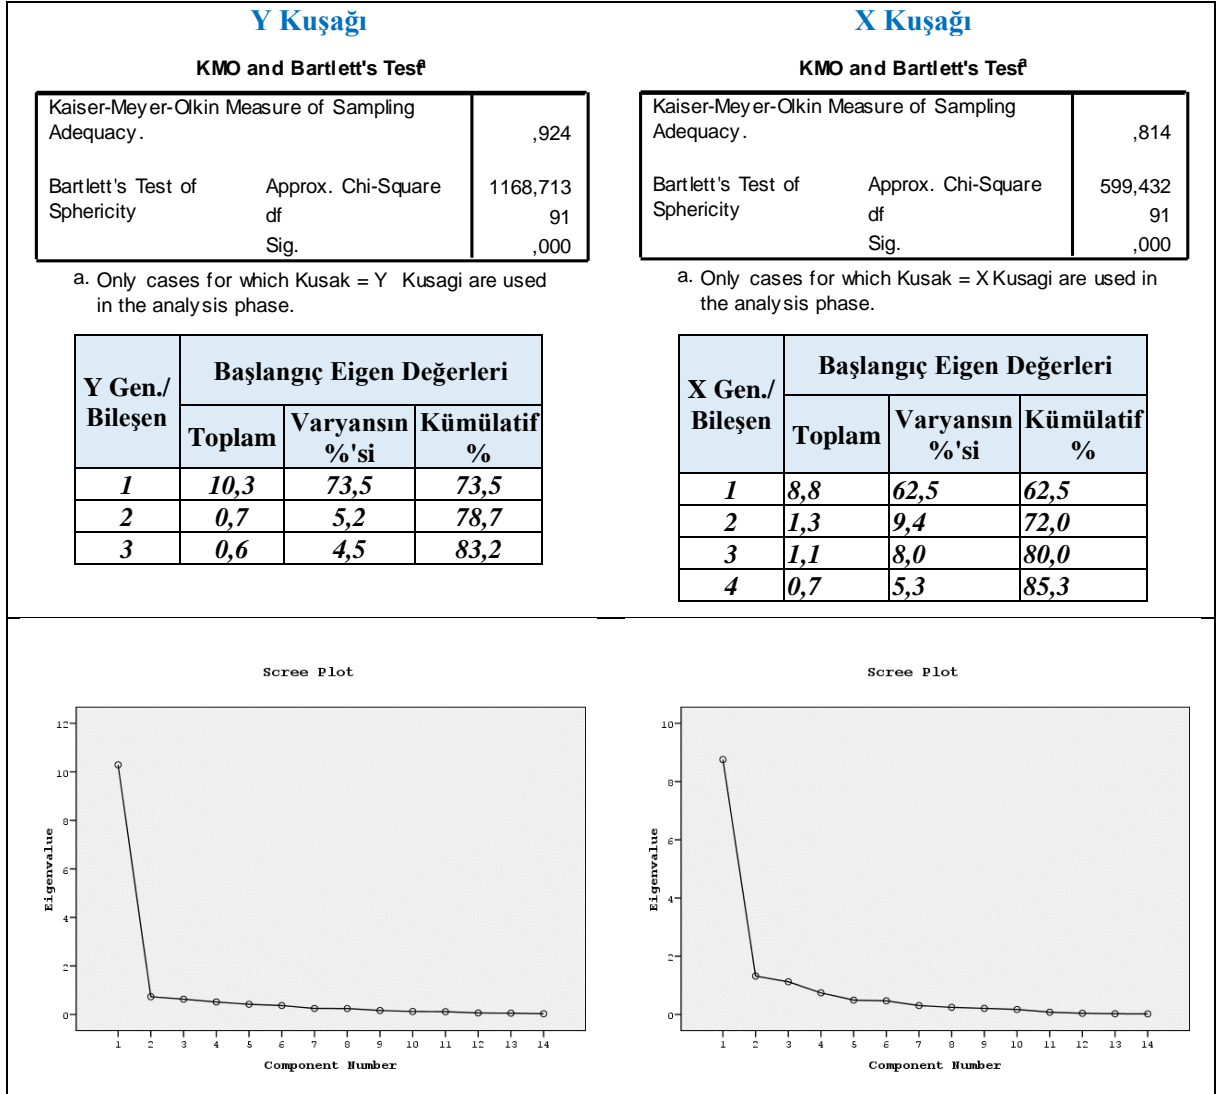 Y Kuşağı
KMO and Bartlett's Testª
Kaiser-Meyer-Olkin Measure of Sampling
Adequacy. ,924
Bartlett's Test of Approx. Chi-Square 1168,713
Sphericity df 91
Sig. ,000
a. Only cases for which Kusak = Y Kusagi are used
in the analysis phase.
Y Gen./ Başlangıç Eigen Değerleri
Bileşen Toplam Varyansın Kümülatif
%'si %
1 10,3 73,5 73,5
2 0,7 5,2 78,7
3 0,6 4,5 83,2
X Kuşağı
KMO and Bartlett's Testª
Kaiser-Meyer-Olkin Measure of Sampling
Adequacy. ,814
Bartlett's Test of Approx. Chi-Square 599,432
Sphericity df 91
Sig. ,000
a. Only cases for which Kusak = X Kusagi are used in
the analysis phase.
X Gen./ Başlangıç Eigen Değerleri
Bileşen Toplam Varyansın Kümülatif
%'si %
1 8,8 62,5 62,5
2 1,3 9,4 72,0
3 1,1 8,0 80,0
4 0,7 5,3 85,3
Scree Plot
Eigenvalue
12
10
8
6
4
2
0
1 2 3 4 5 6 7 8 9 10 11 12 13 14
Component Number
Scree Plot
Eigenvalue
10
8
6
4
2
0
1 2 3 4 5 6 7 8 9 10 11 12 13 14
Component Number